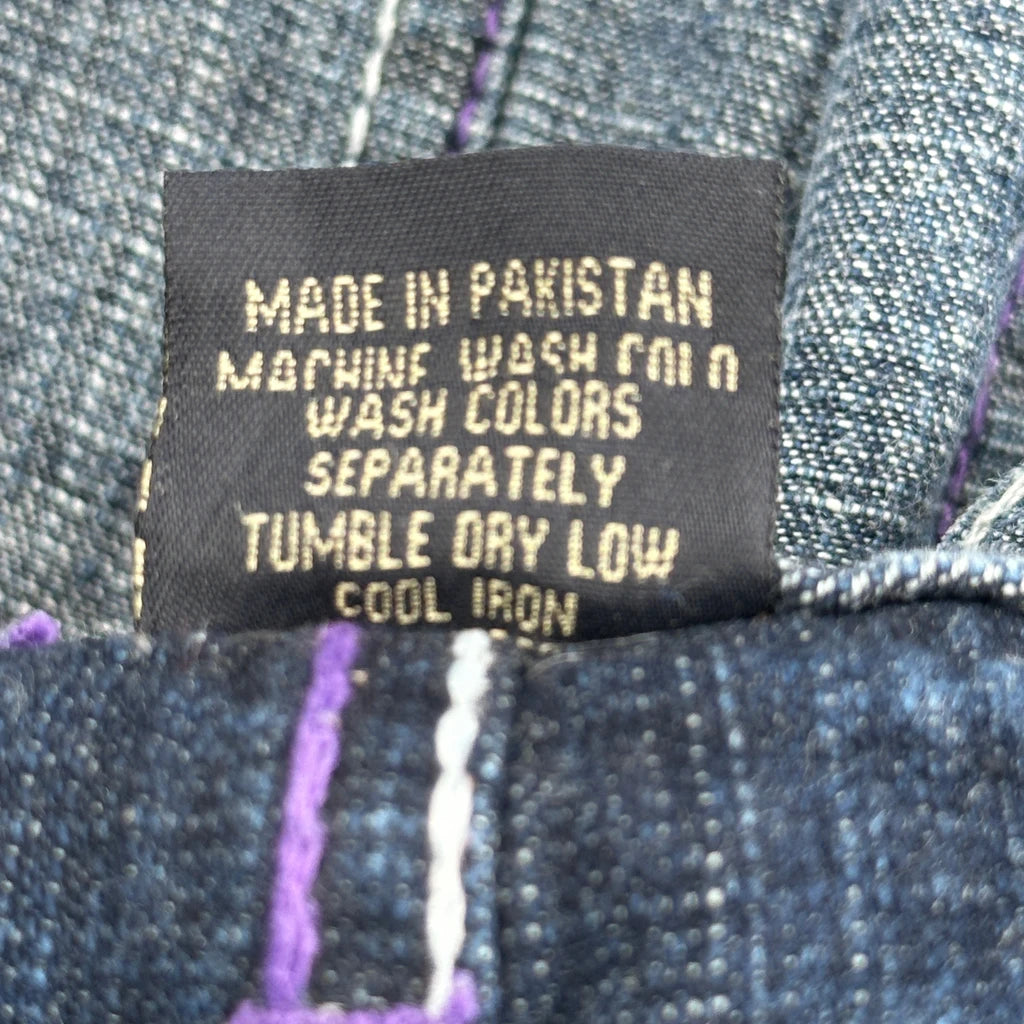 MADE IN PAKISTAN
MACHINE WASH COLD
WASH COLORS
SEPARATELY
TUMBLE DRY LOW
COOL IRON